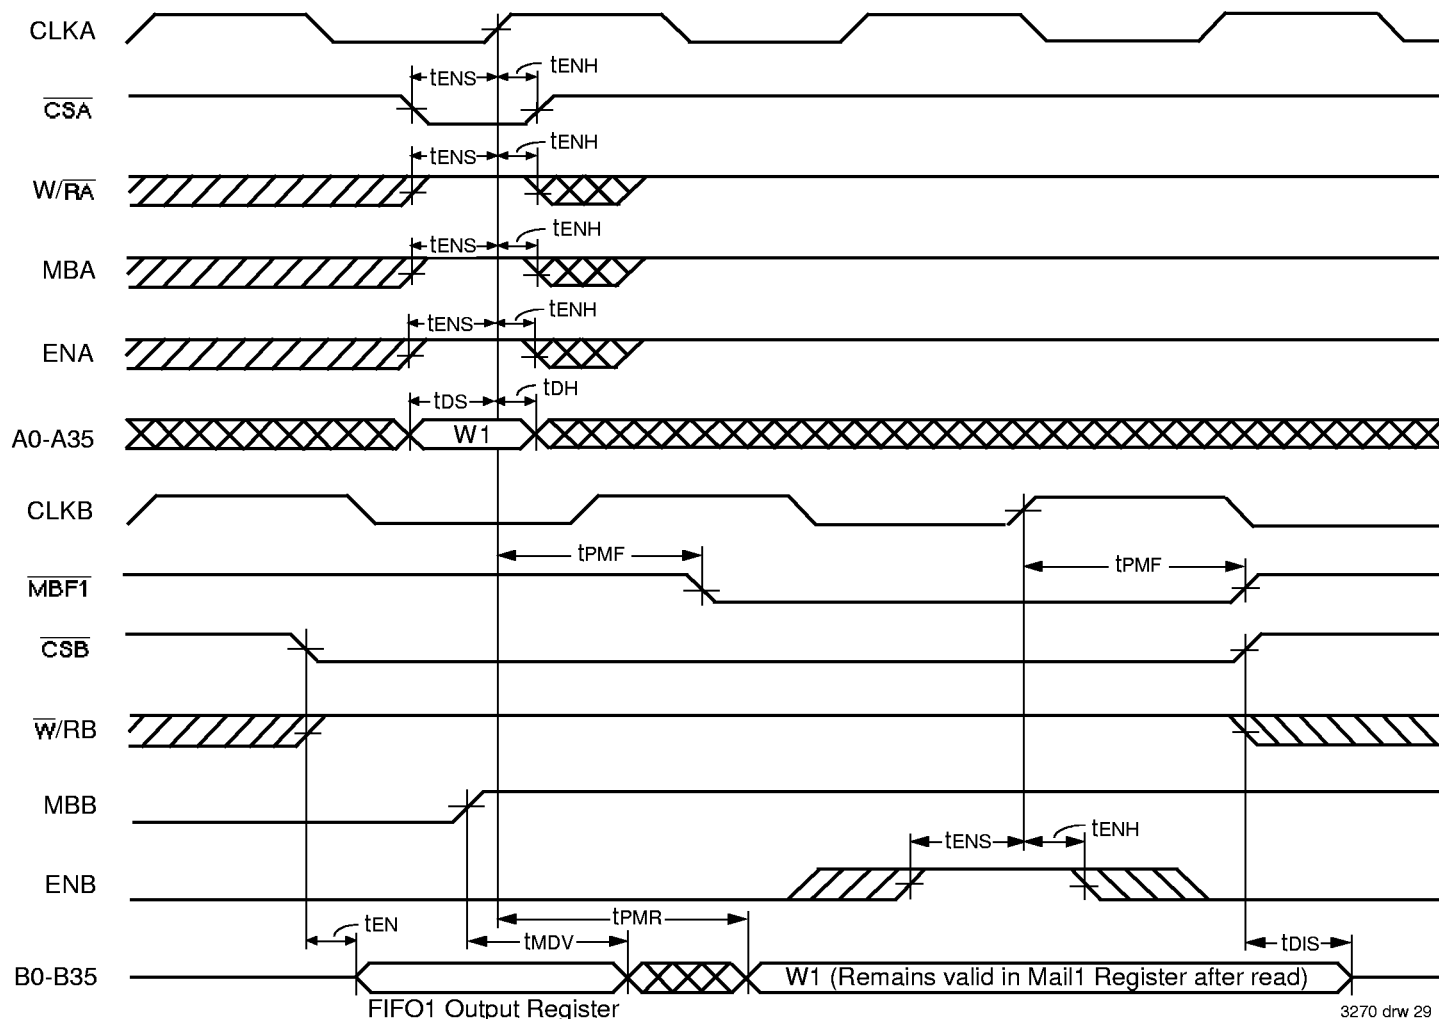 CLKA
tENS tENH
CSA
tENS tENH
W/RA
tENS tENH
MBA
tENS tENH
ENA
tDS tDH
A0-A35 W1
CLKB
tPMF tPMF
MBF1
CSB
W/RB
MBB
tENS tENH
ENB
tEN tMDV tPMR tDIS
B0-B35 W1 (Remains valid in Mail1 Register after read)
FIFO1 Output Register
3270 drw 29